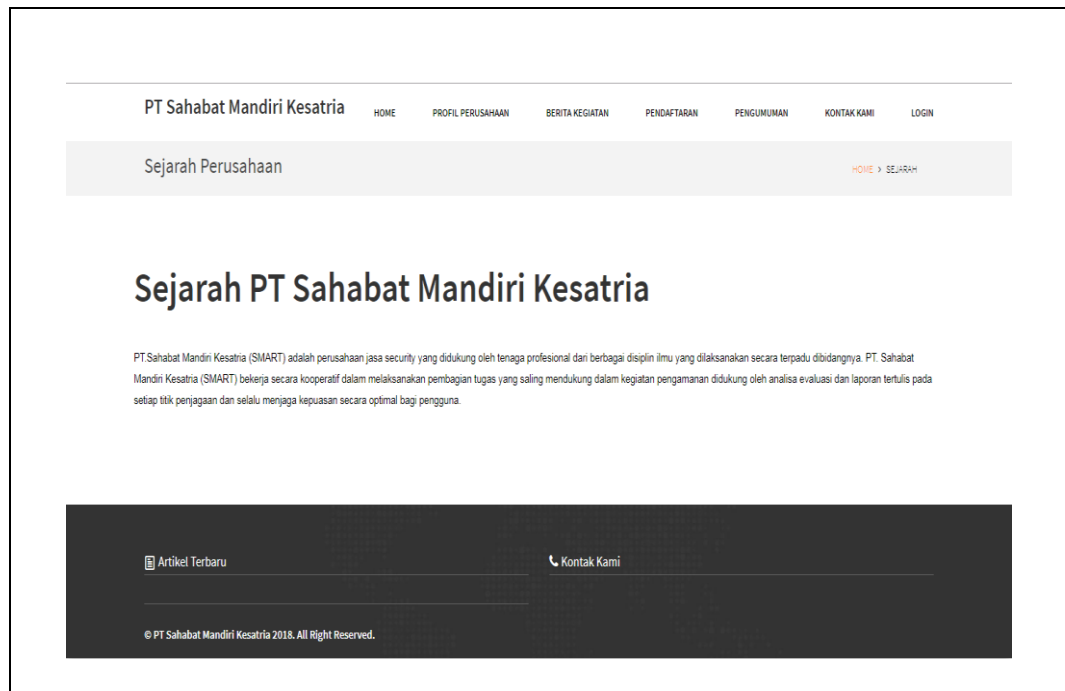 PT Sahabat Mandiri Kesatria HOME PROFIL PERUSAHAAN BERITA KEGIATAN PENDAFTARAN PENGUMUMAN KONTAK KAMI LOGIN
Sejarah Perusahaan HOME > SEJARAH
Sejarah PT Sahabat Mandiri Kesatria
PT.Sahabat Mandiri Kesatria (SMART) adalah perusahaan jasa security yang didukung oleh tenaga profesional dari berbagai disiplin ilmu yang dilaksanakan secara terpadu dibidangnya. PT. Sahabat
Mandiri Kesatria (SMART) bekerja secara kooperatif dalam melaksanakan pembagian tugas yang saling mendukung dalam kegiatan pengamanan didukung oleh analisa evaluasi dan laporan tertulis pada
setiap titik penjagaan dan selalu menjaga kepuasan secara optimal bagi pengguna.
Artikel Terbaru
Kontak Kami
© PT Sahabat Mandiri Kesatria 2018. All Right Reserved.